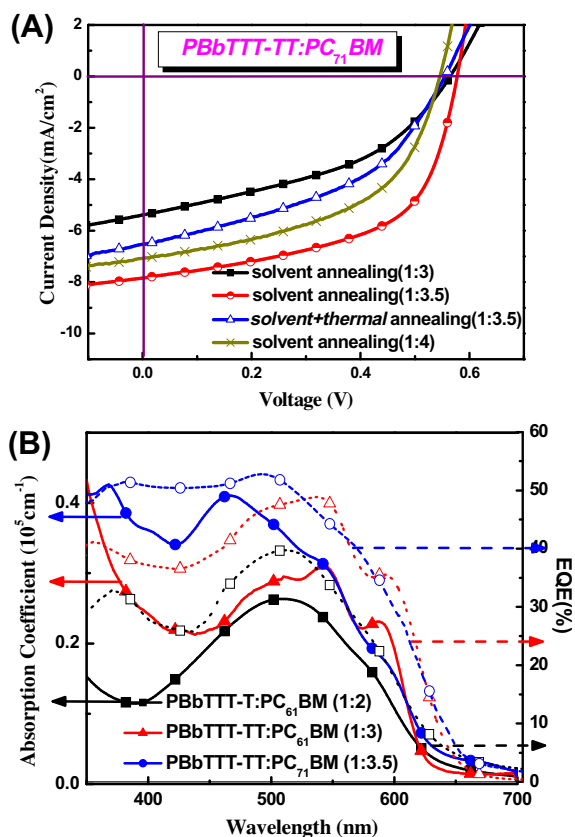 (A)
PBbTTT-TT:PC71BM
2
0
-2
-4
-6
-8
-10
Current Density(mA/cm²)
solvent annealing(1:3)
solvent annealing(1:3.5)
solvent+thermal annealing(1:3.5)
solvent annealing(1:4)
0.0 0.2 0.4 0.6
Voltage (V)
(B)
60
50
40
30
20
10
0
EQE(%)
0.4
0.2
0.0
Absorption Coefficient (10⁵cm⁻¹)
PBbTTT-T:PC61BM (1:2)
PBbTTT-TT:PC61BM (1:3)
PBbTTT-TT:PC71BM (1:3.5)
400 500 600 700
Wavelength (nm)